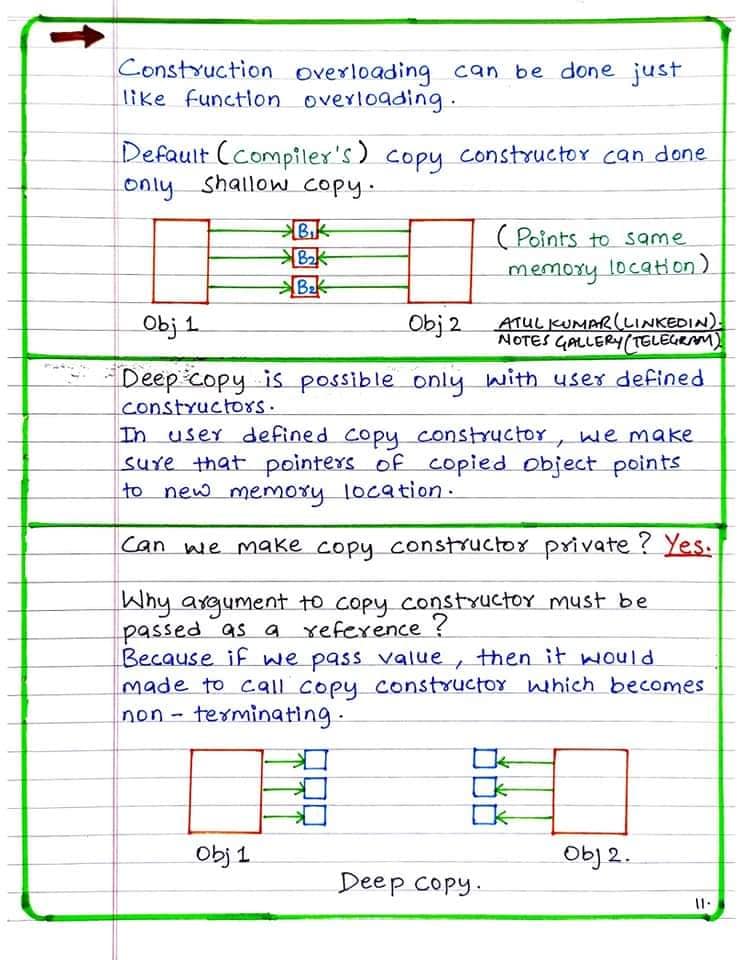 Construction overloading can be done just
like function overloading.
Default (compiler's) copy constructor can done
only shallow copy.
B1
B2
B2
(Points to same
memory location)
Obj 1
Obj 2
ATUL KUMAR (LINKEDIN).
NOTES GALLERY (TELEGRAM)
Deep copy is possible only with user defined
constructors.
In user defined copy constructor, we make
sure that pointers of copied object points
to new memory location.
Can we make copy constructor private? Yes.
Why argument to copy constructor must be
passed as a reference?
Because if we pass value, then it would
made to call copy constructor which becomes
non-terminating.
Obj 1
Obj 2.
Deep copy.
11.